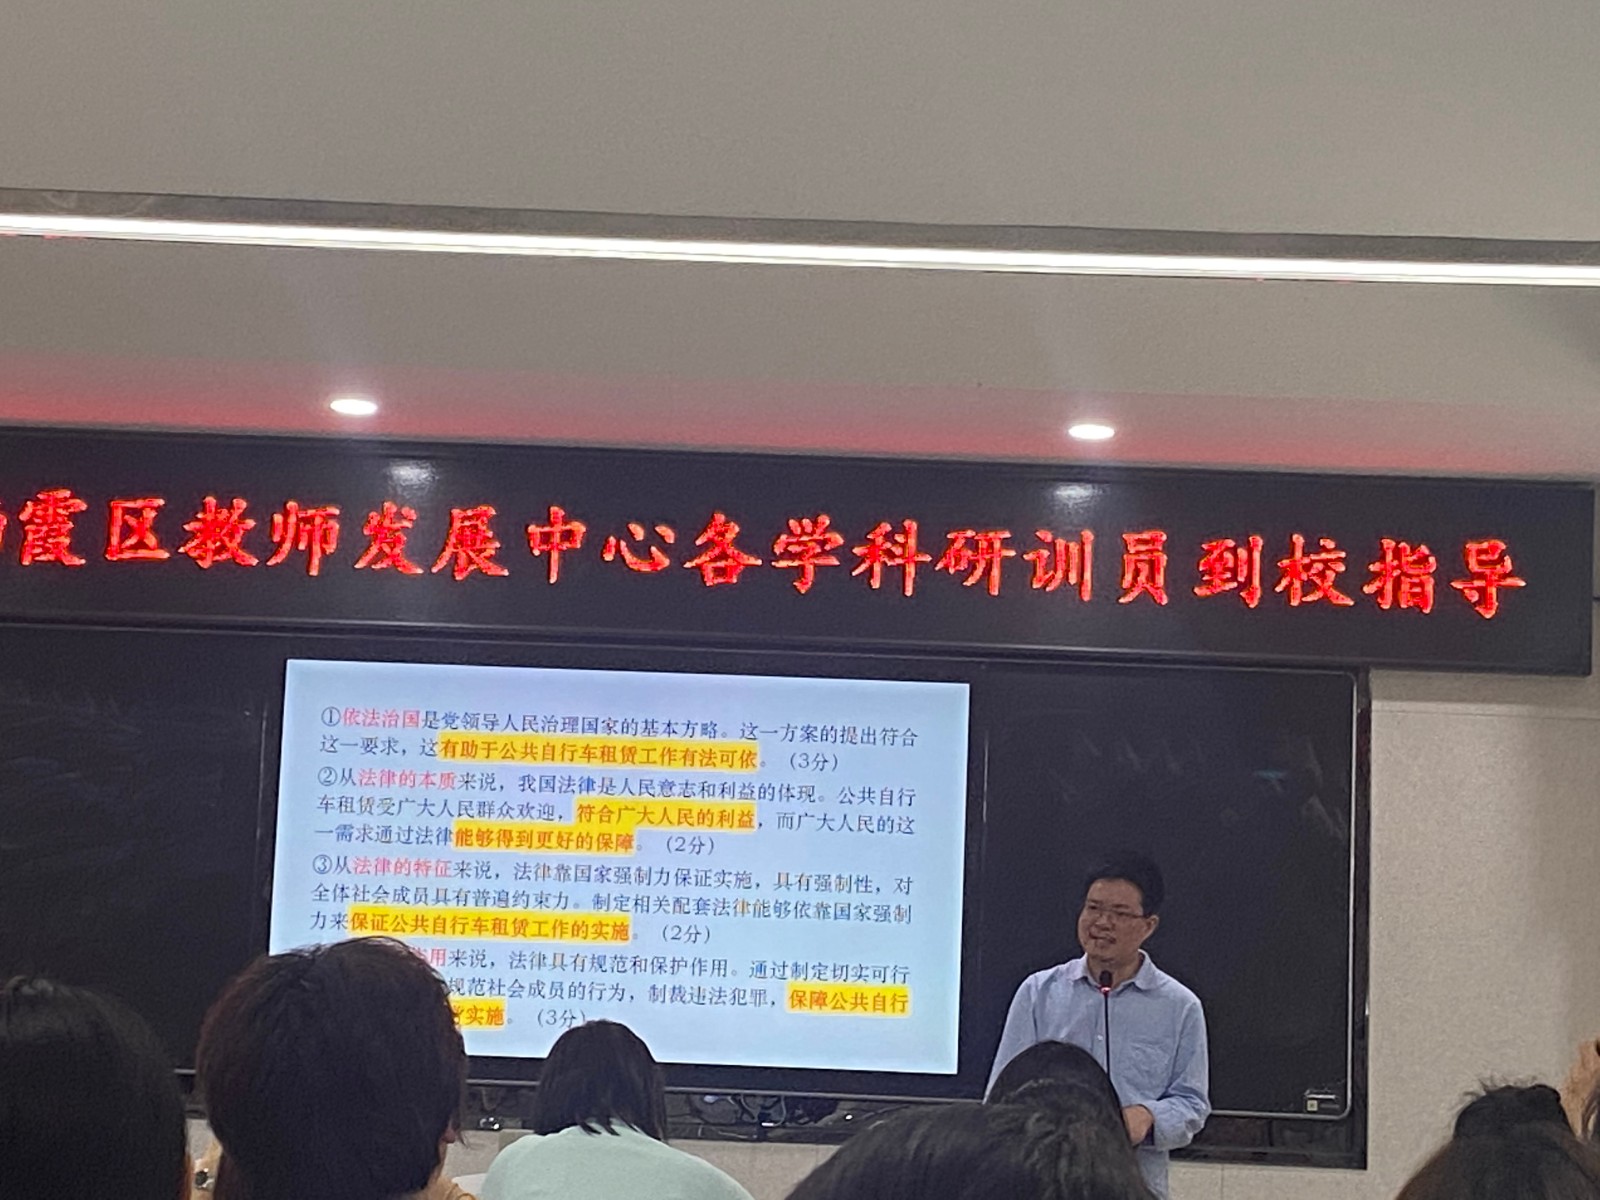 霞区教师发展中心各学科研训员到校指导
①依法治国是党领导人民治理国家的基本方略。这一方案的提出符合
这一要求，这有助于公共自行车租赁工作有法可依。（3分）
②从法律的本质来说，我国法律是人民意志和利益的体现。公共自行
车租赁受广大人民群众欢迎，符合广大人民的利益，而广大人民的这
一需求通过法律能够得到更好的保障。（2分）
③从法律的特征来说，法律靠国家强制力保证实施，具有强制性，对
全体社会成员具有普遍约束力。制定相关配套法律能够依靠国家强制
力来保证公共自行车租赁工作的实施。（2分）
用来说，法律具有规范和保护作用。通过制定切实可行
规范社会成员的行为，制裁违法犯罪，保障公共自行
实施。（3分）